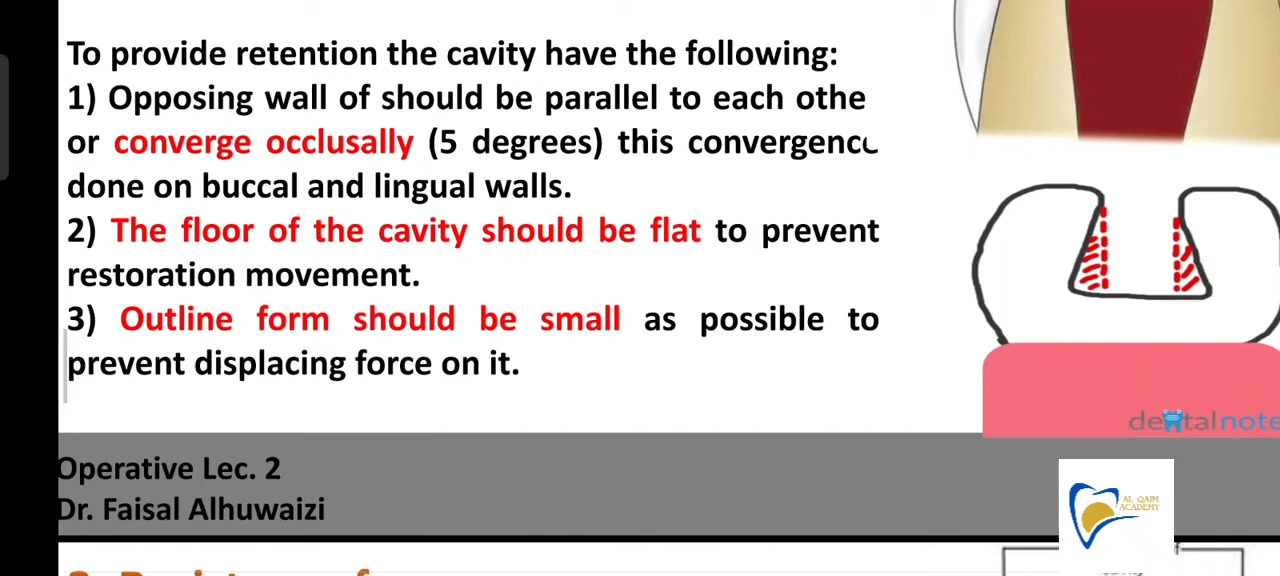 To provide retention the cavity have the following:
1) Opposing wall of should be parallel to each othe
or converge occlusally (5 degrees) this convergence
done on buccal and lingual walls.
2) The floor of the cavity should be flat to prevent
restoration movement.
3) Outline form should be small as possible to
prevent displacing force on it.
dentalnote
Operative Lec. 2
Dr. Faisal Alhuwaizi
AL QAIM
ACADEMY